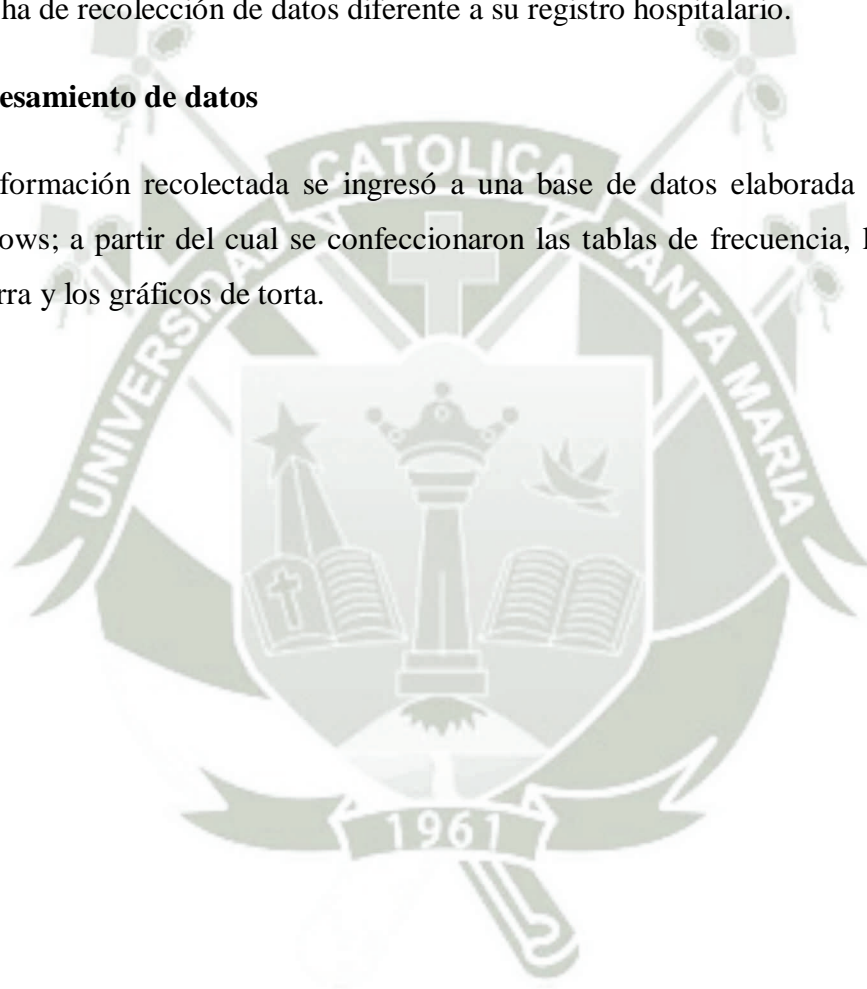 ha de recolección de datos diferente a su registro hospitalario.
esamiento de datos
formación recolectada se ingresó a una base de datos elaborada
ows; a partir del cual se confeccionaron las tablas de frecuencia,
rra y los gráficos de torta.
UNIVERSIDAD CATOLICA SANTA MARIA
1961